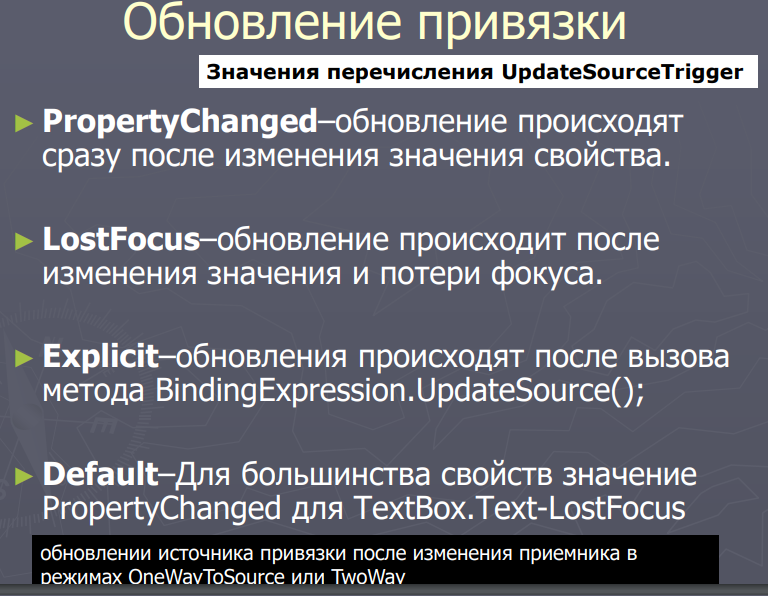 Обновление привязки
Значения перечисления UpdateSourceTrigger
► PropertyChanged–обновление происходят
сразу после изменения значения свойства.
► LostFocus–обновление происходит после
изменения значения и потери фокуса.
► Explicit–обновления происходят после вызова
метода BindingExpression.UpdateSource();
► Default–Для большинства свойств значение
PropertyChanged для TextBox.Text-LostFocus
обновлении источника привязки после изменения приемника в
режимах OneWayToSource или TwoWay